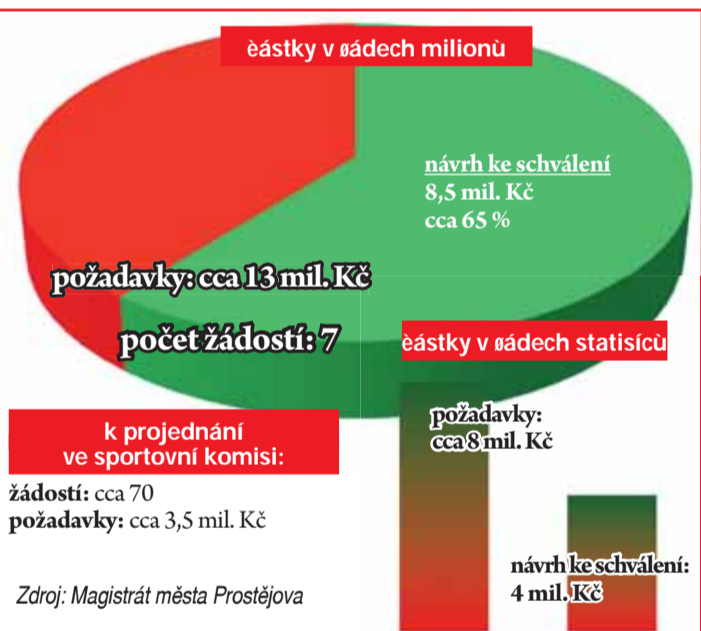 èástky v øádech milionù
návrh ke schválení
8,5 mil. Kč
cca 65 %
požadavky: cca 13 mil. Kč
počet žádostí: 7
èástky v øádech statisícù
požadavky:
cca 8 mil. Kč
k projednání
ve sportovní komisi:
žádostí: cca 70
požadavky: cca 3,5 mil. Kč
návrh ke schválení:
4 mil. Kč
Zdroj: Magistrát města Prostějova